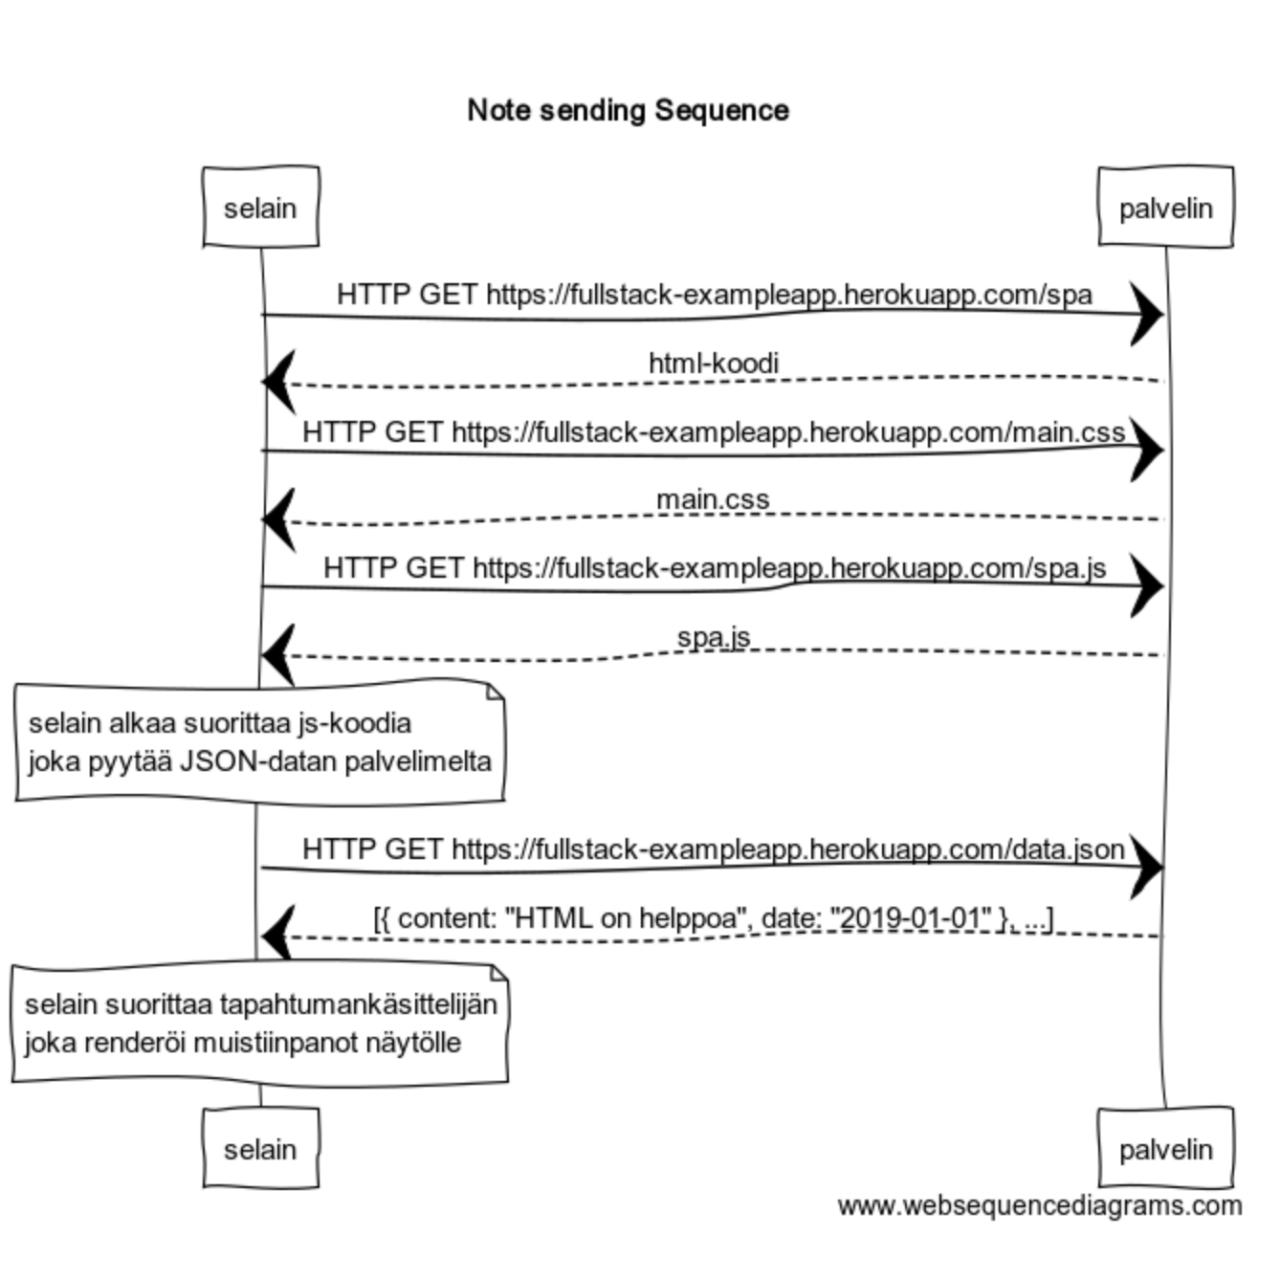 Note sending Sequence
selain
palvelin
HTTP GET https://fullstack-exampleapp.herokuapp.com/spa
html-koodi
HTTP GET https://fullstack-exampleapp.herokuapp.com/main.css
main.css
HTTP GET https://fullstack-exampleapp.herokuapp.com/spa.js
spa.js
selain alkaa suorittaa js-koodia
joka pyytää JSON-datan palvelimelta
HTTP GET https://fullstack-exampleapp.herokuapp.com/data.json
[{ content: "HTML on helppoa", date: "2019-01-01" }, ...]
selain suorittaa tapahtumankäsittelijän
joka renderöi muistiinpanot näytölle
selain
palvelin
www.websequencediagrams.com